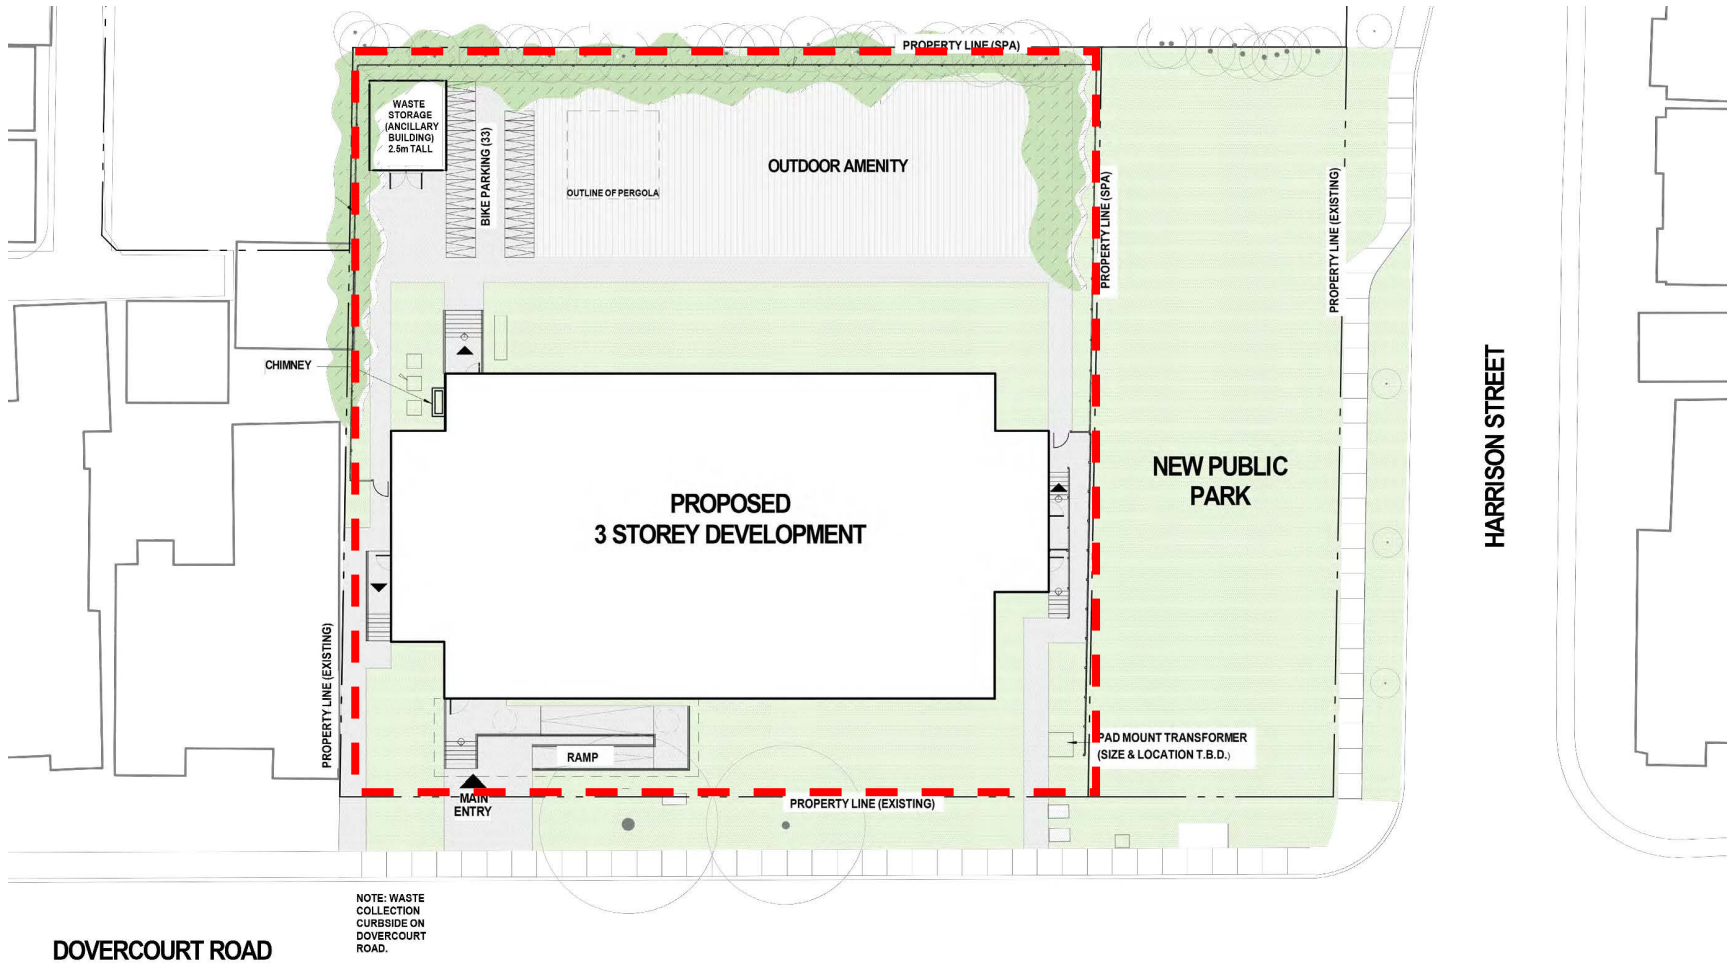 PROPERTY LINE (SPA)
WASTE
STORAGE
(ANCILLARY
BUILDING)
2.5m TALL
BIKE PARKING (33)
OUTLINE OF PERGOLA
OUTDOOR AMENITY
PROPERTY LINE (SPA)
PROPERTY LINE (EXISTING)
CHIMNEY
HARRISON STREET
NEW PUBLIC
PARK
PROPOSED
3 STOREY DEVELOPMENT
PROPERTY LINE (EXISTING)
RAMP
PAD MOUNT TRANSFORMER
(SIZE & LOCATION T.B.D.)
MAIN
ENTRY
PROPERTY LINE (EXISTING)
NOTE: WASTE
COLLECTION
CURBSIDE ON
DOVERCOURT
ROAD.
DOVERCOURT ROAD